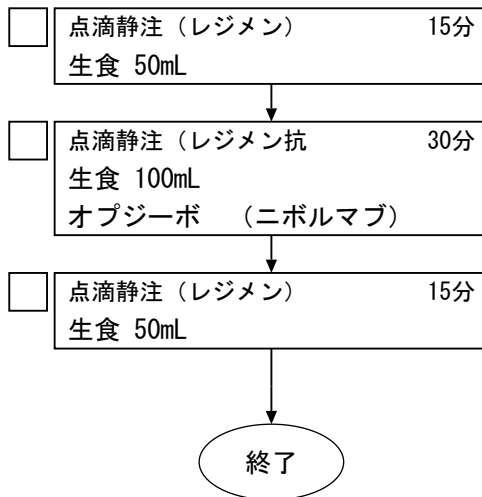 点滴静注（レジメン） 15分
生食 50mL
点滴静注（レジメン抗 30分
生食 100mL
オプジーボ （ニボルマブ）
点滴静注（レジメン） 15分
生食 50mL
終了